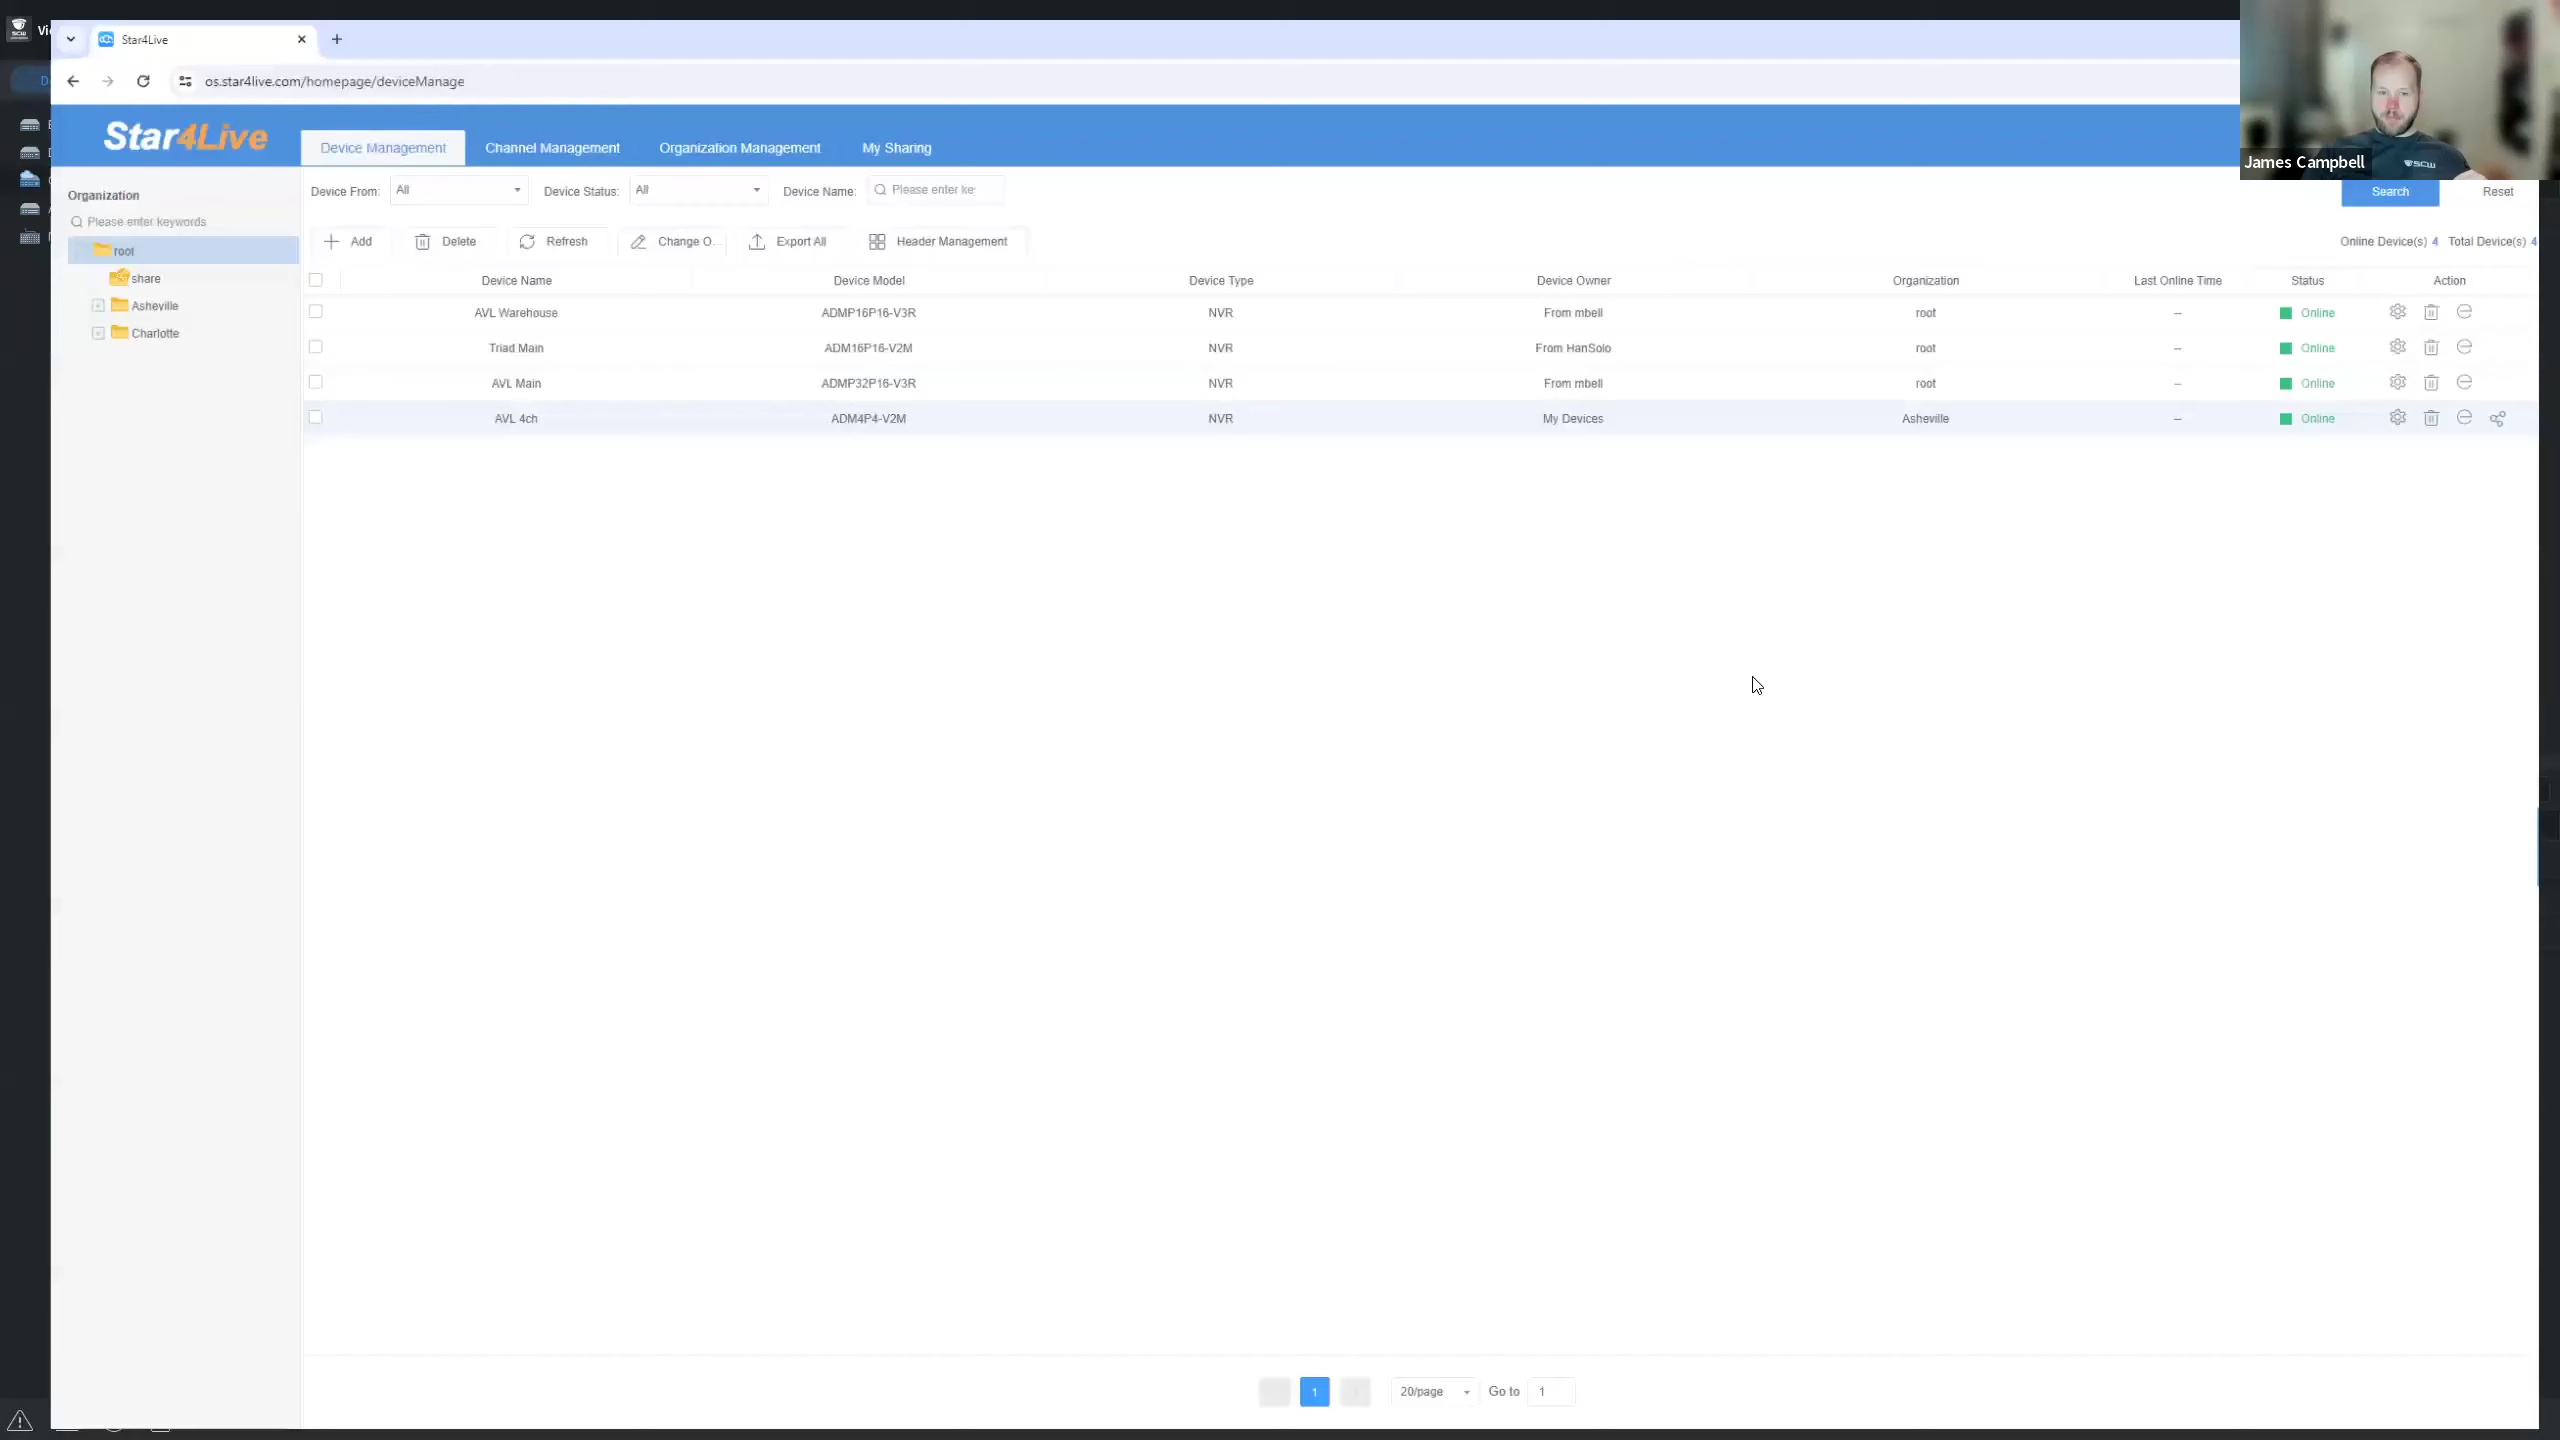 Star4Live
os.star4live.com/homepage/deviceManage
James Campbell
SCW
Star4Live
Device Management
Channel Management
Organization Management
My Sharing
Organization
Please enter keywords
root
share
Asheville
Charlotte
Device From: All
Device Status: All
Device Name: Please enter ke
Search
Reset
Add
Delete
Refresh
Change O...
Export All
Header Management
Online Device(s) 4 Total Device(s) 4
Device Name Device Model Device Type Device Owner Organization Last Online Time Status Action
AVL Warehouse ADMP16P16-V3R NVR From mbell root -- Online
Triad Main ADM16P16-V2M NVR From HanSolo root -- Online
AVL Main ADMP32P16-V3R NVR From mbell root -- Online
AVL 4ch ADM4P4-V2M NVR My Devices Asheville -- Online
1 20/page Go to 1